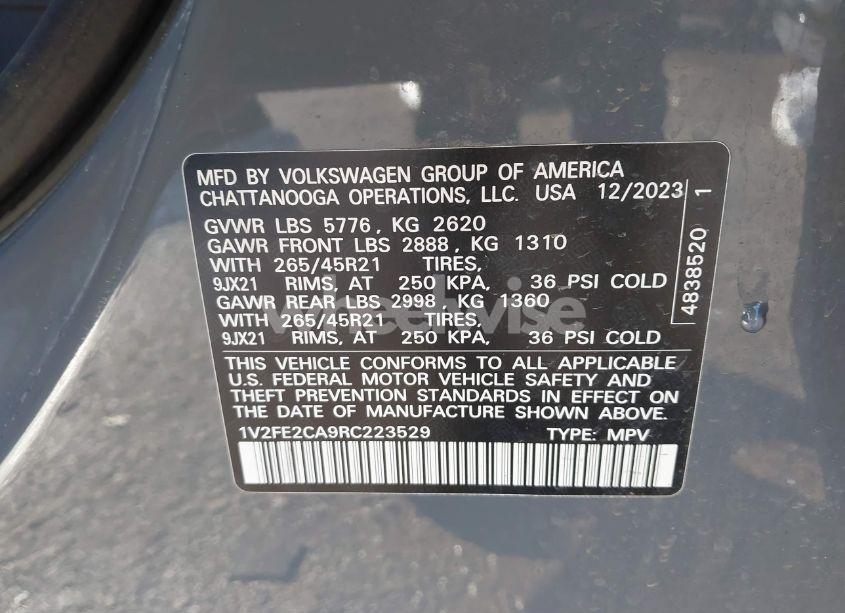 MFD BY VOLKSWAGEN GROUP OF AMERICA
CHATTANOOGA OPERATIONS, LLC. USA 12/2023
GVWR LBS 5776, KG 2620
GAWR FRONT LBS 2888, KG 1310
WITH 265/45R21 TIRES,
9JX21 RIMS, AT 250 KPA, 36 PSI COLD
GAWR REAR LBS 2998, KG 1360
WITH 265/45R21 TIRES,
9JX21 RIMS, AT 250 KPA, 36 PSI COLD
THIS VEHICLE CONFORMS TO ALL APPLICABLE
U.S. FEDERAL MOTOR VEHICLE SAFETY AND
THEFT PREVENTION STANDARDS IN EFFECT ON
THE DATE OF MANUFACTURE SHOWN ABOVE.
1V2FE2CA9RC223529 TYPE: MPV
4838520 1
wheelwise